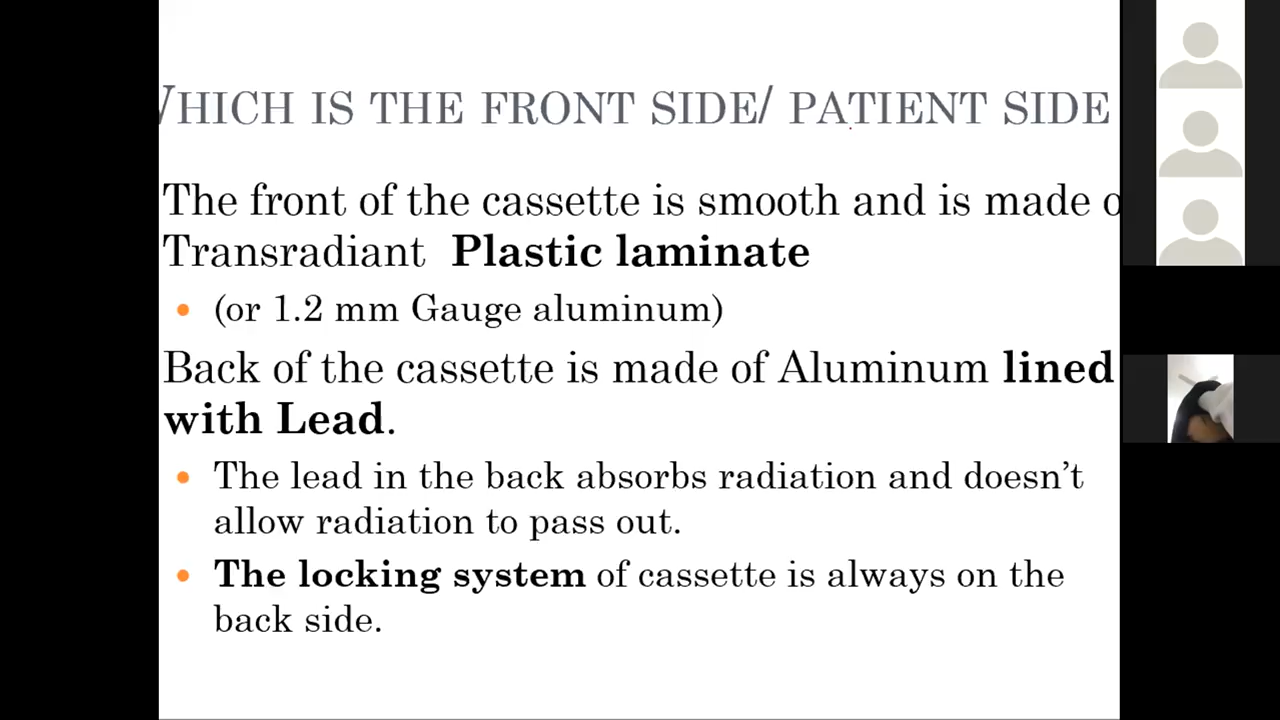 WHICH IS THE FRONT SIDE/ PATIENT SIDE
The front of the cassette is smooth and is made o
Transradiant Plastic laminate
• (or 1.2 mm Gauge aluminum)
Back of the cassette is made of Aluminum lined
with Lead.
• The lead in the back absorbs radiation and doesn’t
allow radiation to pass out.
• The locking system of cassette is always on the
back side.